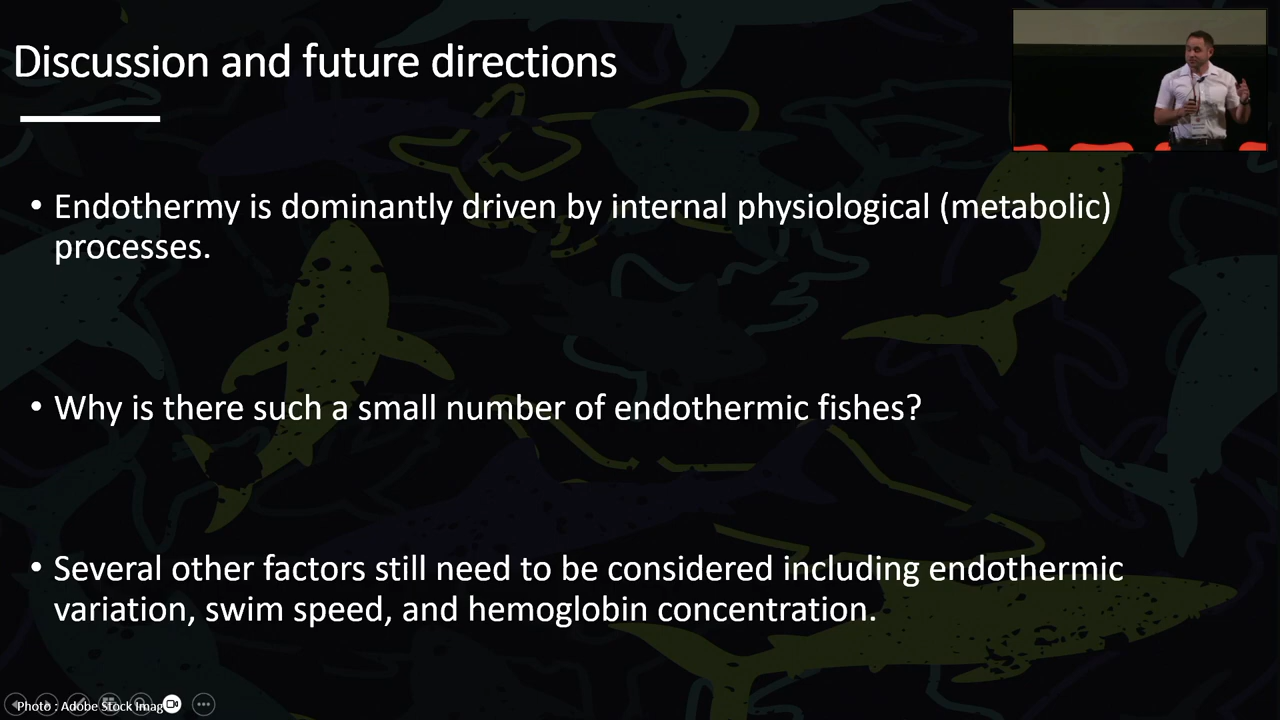 Discussion and future directions
• Endothermy is dominantly driven by internal physiological (metabolic)
processes.
• Why is there such a small number of endothermic fishes?
• Several other factors still need to be considered including endothermic
variation, swim speed, and hemoglobin concentration.
Photo : Adobe Stock Imag